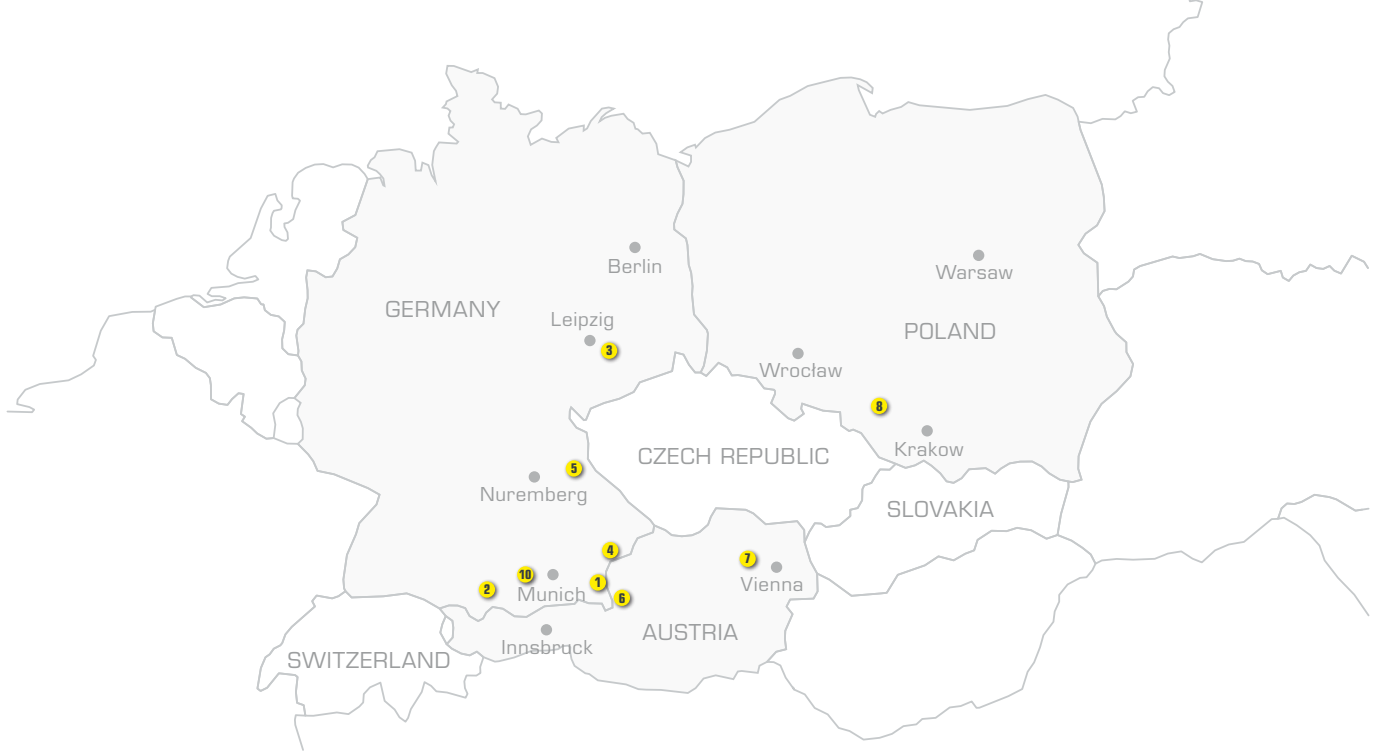 Berlin
Warsaw
GERMANY
Leipzig
POLAND
3
Wrocław
8
Krakow
CZECH REPUBLIC
5
Nuremberg
SLOVAKIA
4
7
10
1
2
Munich
Vienna
6
AUSTRIA
Innsbruck
SWITZERLAND